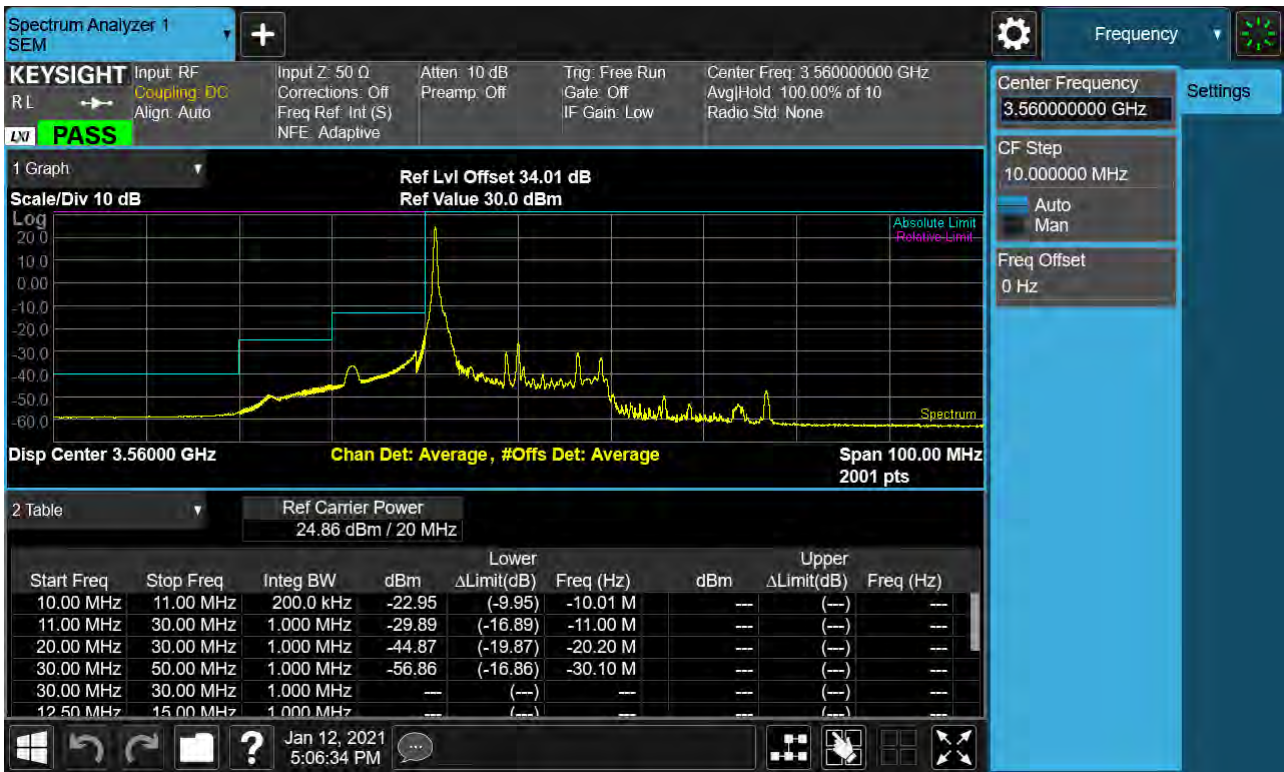 Spectrum Analyzer 1
SEM
Frequency
KEYSIGHT
R L
LXI
PASS
Input: RF
Coupling: DC
Align: Auto
Input Z: 50 Ω
Corrections: Off
Freq Ref: Int (S)
NFE: Adaptive
Atten: 10 dB
Preamp: Off
Trig: Free Run
Gate: Off
IF Gain: Low
Center Freq: 3.560000000 GHz
Avg|Hold: 100.00% of 10
Radio Std: None
Center Frequency
3.560000000 GHz
Settings
CF Step
10.000000 MHz
Auto
Man
Freq Offset
0 Hz
1 Graph
Ref Lvl Offset 34.01 dB
Scale/Div 10 dB
Ref Value 30.0 dBm
Log
Absolute Limit
Relative Limit
20.0
10.0
0.00
-10.0
-20.0
-30.0
-40.0
-50.0
-60.0
Spectrum
Disp Center 3.56000 GHz
Chan Det: Average, #Offs Det: Average
Span 100.00 MHz
2001 pts
2 Table
Ref Carrier Power
24.86 dBm / 20 MHz
Lower Upper
Start Freq Stop Freq Integ BW dBm ΔLimit(dB) Freq (Hz) dBm ΔLimit(dB) Freq (Hz)
10.00 MHz 11.00 MHz 200.0 kHz -22.95 (-9.95) -10.01 M --- (---) ---
11.00 MHz 30.00 MHz 1.000 MHz -29.89 (-16.89) -11.00 M --- (---) ---
20.00 MHz 30.00 MHz 1.000 MHz -44.87 (-19.87) -20.20 M --- (---) ---
30.00 MHz 50.00 MHz 1.000 MHz -56.86 (-16.86) -30.10 M --- (---) ---
30.00 MHz 30.00 MHz 1.000 MHz --- (---) --- --- (---) ---
12.50 MHz 15.00 MHz 1.000 MHz --- (---) --- --- (---) ---
?
Jan 12, 2021
5:06:34 PM